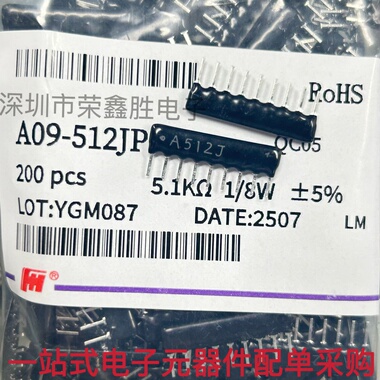 RoHS
深圳市荣鑫胜电子
A09-512JP
QC05
A512J
200 pcs
5.1KΩ 1/8W ±5%
LOT:YGM087
DATE:2507
LM
®
一站式电子元器件配单采购